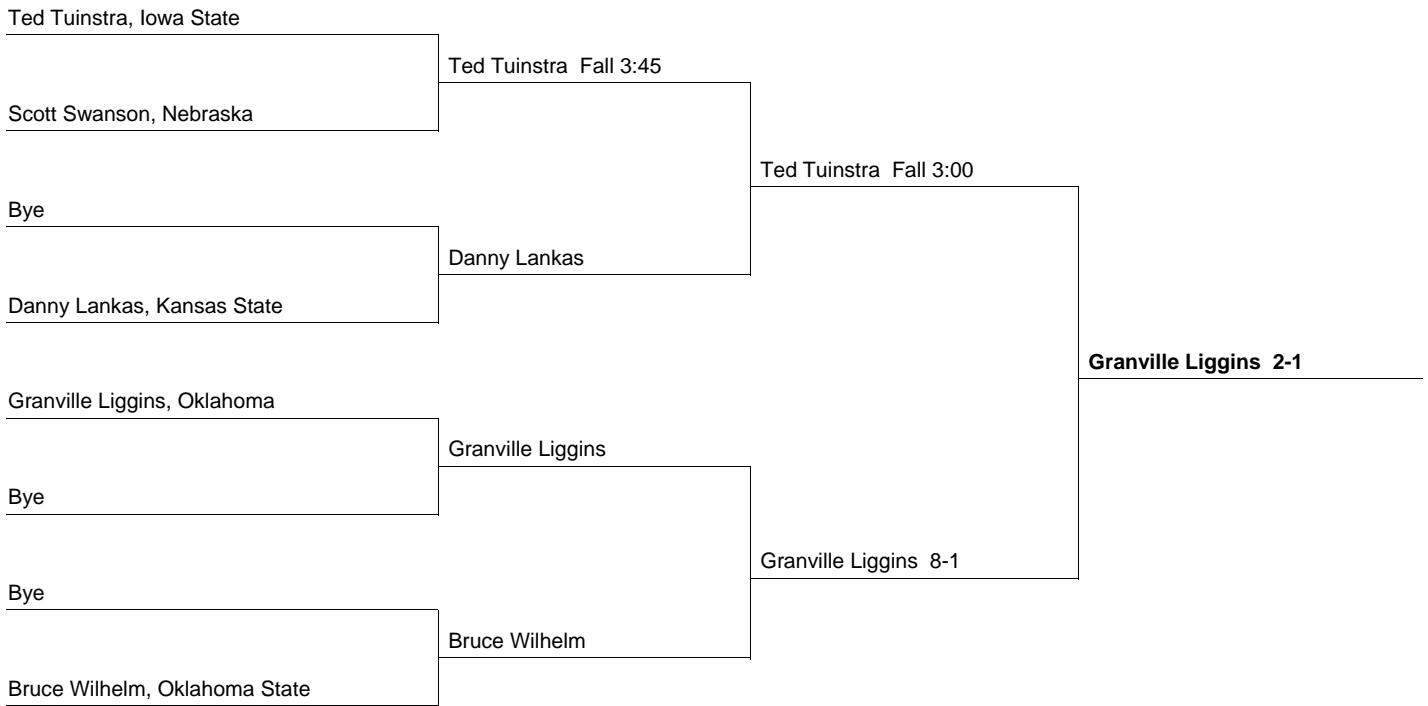 Ted Tuinstra, Iowa State
Ted Tuinstra  Fall 3:45
Scott Swanson, Nebraska
Ted Tuinstra  Fall 3:00
Bye
Danny Lankas
Danny Lankas, Kansas State
Granville Liggins  2-1
Granville Liggins, Oklahoma
Granville Liggins
Bye
Granville Liggins  8-1
Bye
Bruce Wilhelm
Bruce Wilhelm, Oklahoma State